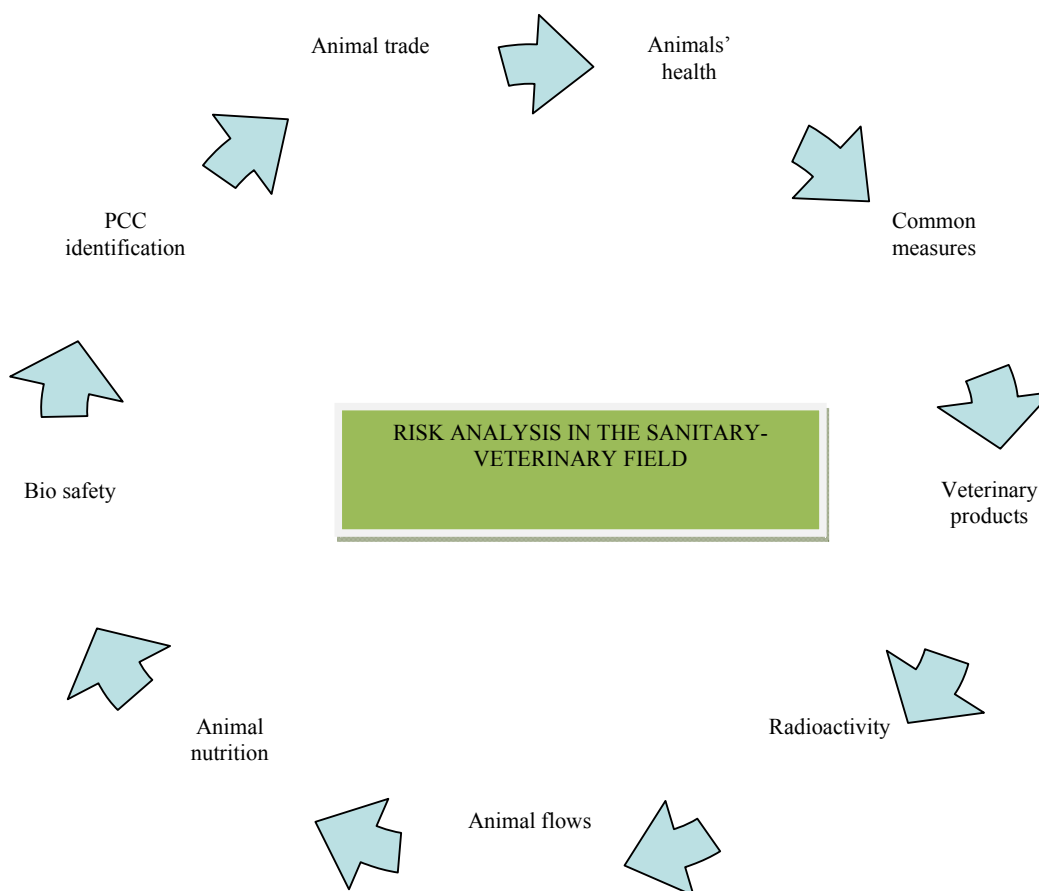 Animal trade
Animals’
health
Common
measures
PCC
identification
RISK ANALYSIS IN THE SANITARY-
VETERINARY FIELD
Bio safety
Veterinary
products
Animal
nutrition
Radioactivity
Animal flows